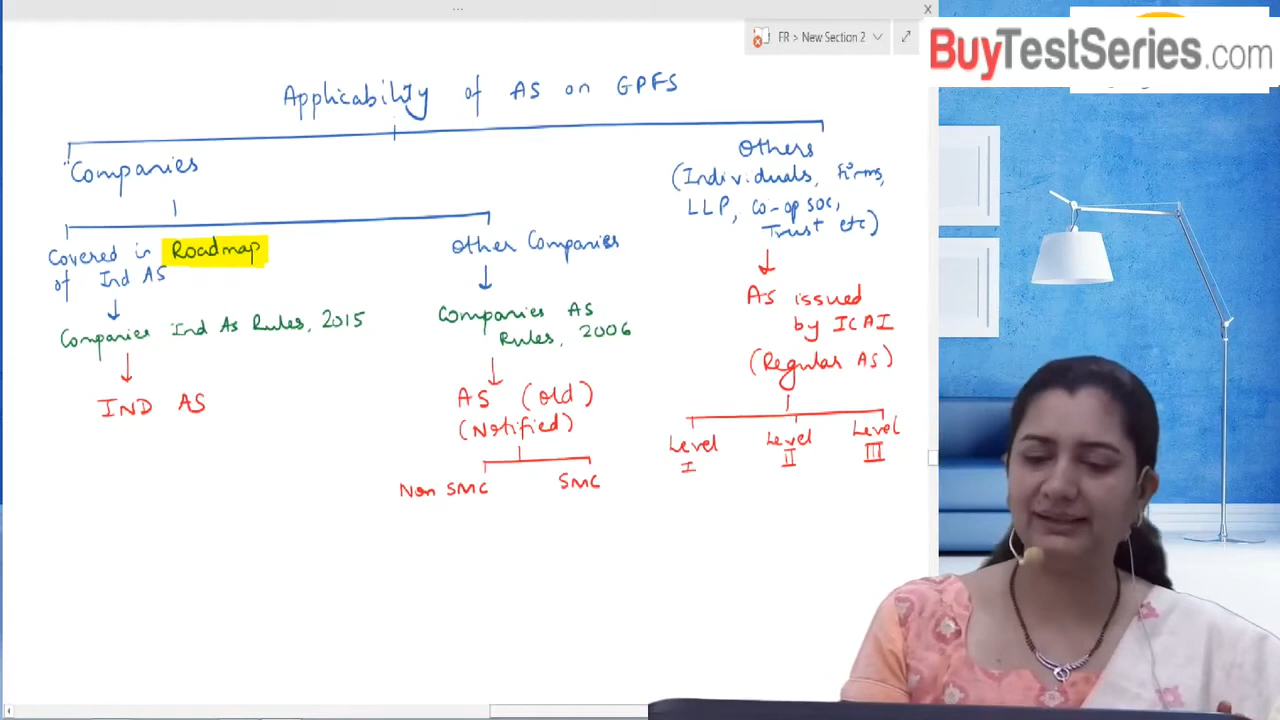 FR > New Section 2
BuyTestSeries.com
Applicability of AS on GPFS
Companies
Others
(Individuals, Firms,
LLP, Co-op Soc,
Trust etc)
Covered in Roadmap
of Ind AS
Other Companies
Companies Ind As Rules, 2015
Companies AS
Rules, 2006
As issued
by ICAI
(Regular AS)
IND AS
AS (Old)
(Notified)
Level
I
Level
II
Level
III
Non SMC
SMC